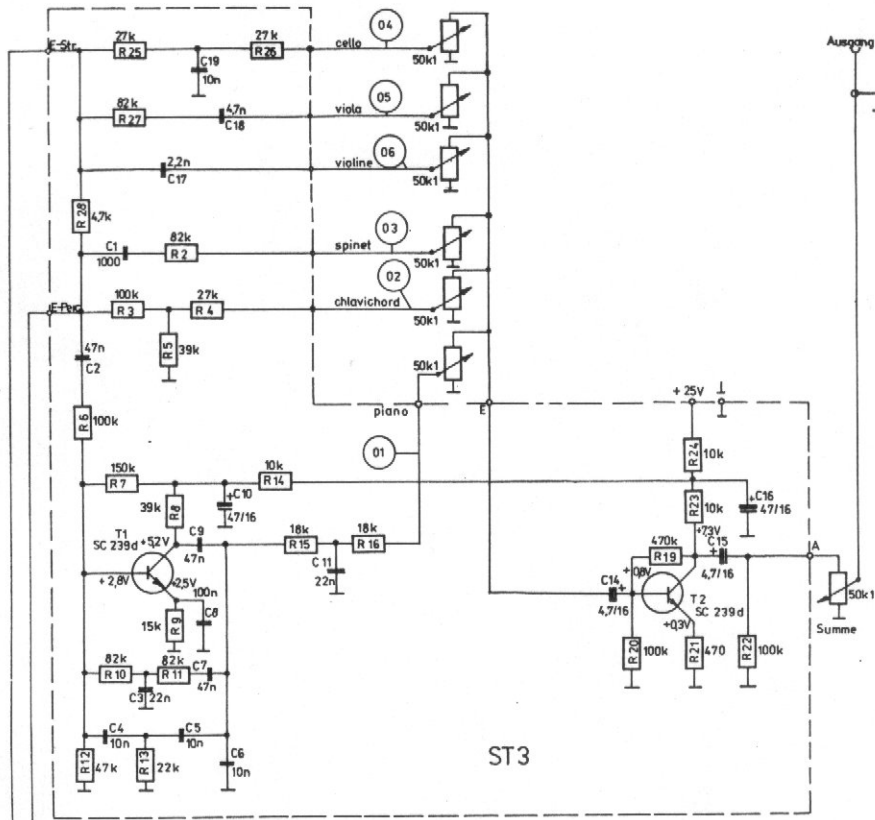 E-Str.
27k
R25
C19
10n
27k
R26
cello
04
50k1
82k
R27
4,7n
C18
viola
05
50k1
2,2n
C17
violine
06
50k1
R28
4,7k
C1
1000
82k
R2
spinet
03
50k1
E-Perc.
100k
R3
27k
R4
chlavichord
02
50k1
R5
39k
47n
C2
50k1
piano
E
01
R6
100k
150k
R7
39k
R8
+
C10
47/16
10k
R14
T1
SC 239d
+5,2V
C9
47n
+2,8V
+2,5V
100n
C8
15k
R9
18k
R15
18k
R16
C11
22n
82k
R10
82k
R11
C7
47n
C3
22n
C4
10n
C5
10n
C6
10n
R12
47k
R13
22k
+25V
R24
10k
R23
10k
+
C16
47/16
+7,3V
470k
R19
+
C15
4,7/16
+0,8V
C14
+
4,7/16
T2
SC 239d
+0,3V
R20
100k
R21
470
R22
100k
A
50k1
Summe
Ausgang
ST3